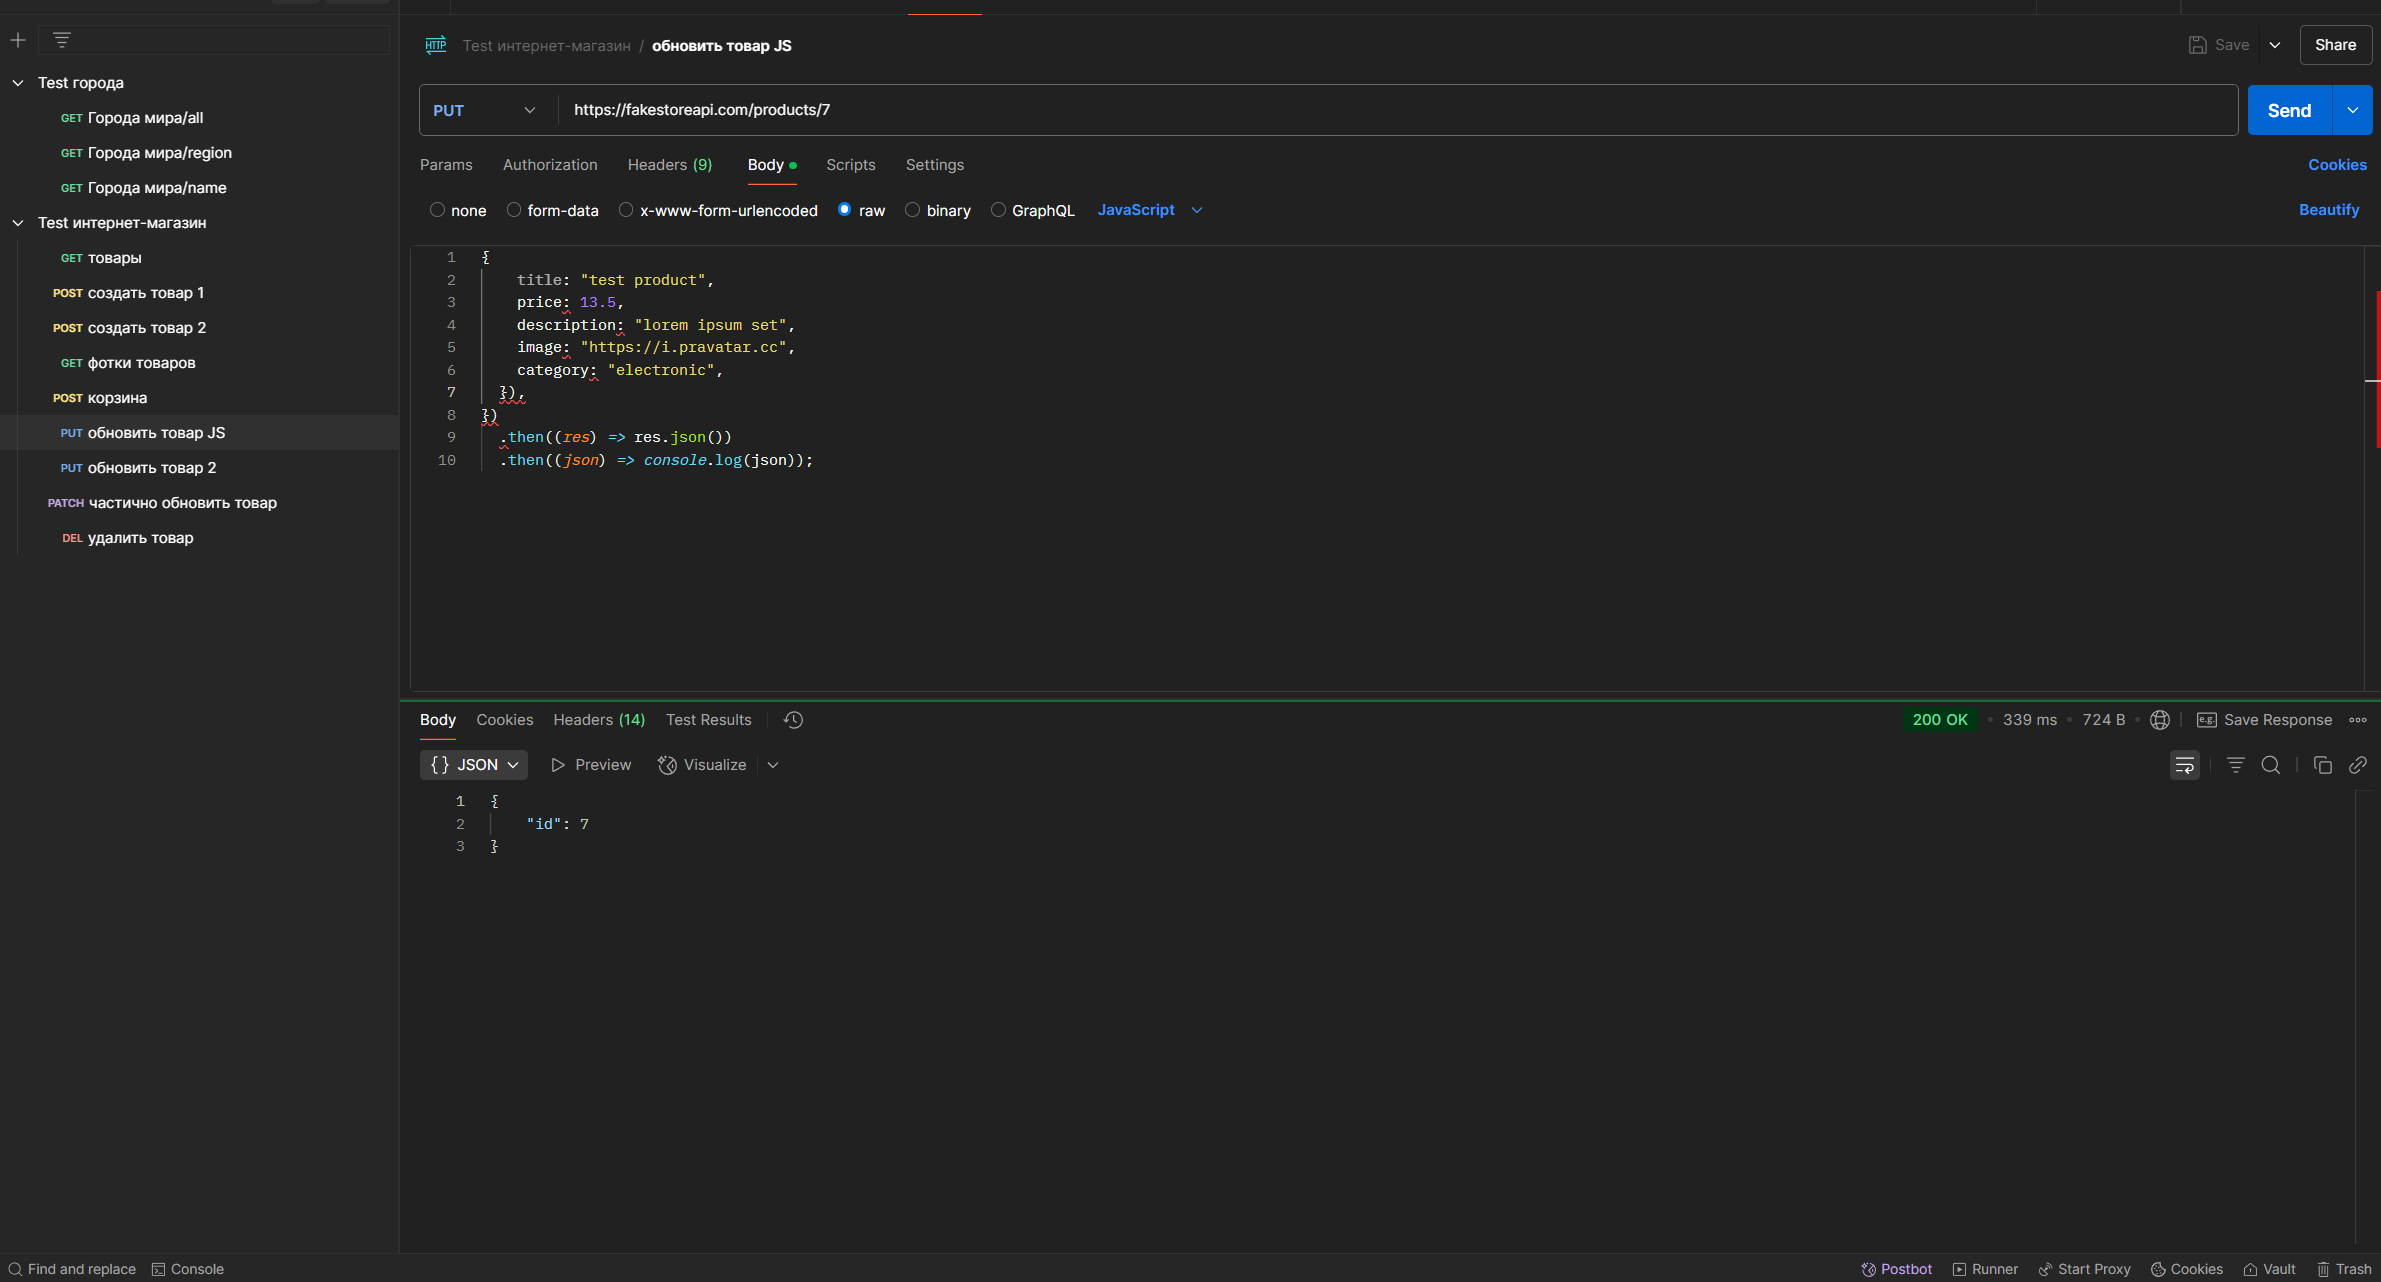 Test города
GET Города мира/all
GET Города мира/region
GET Города мира/name
Test интернет-магазин
GET товары
POST создать товар 1
POST создать товар 2
GET фотки товаров
POST корзина
PUT обновить товар JS
PUT обновить товар 2
PATCH частично обновить товар
DEL удалить товар
HTTP Test интернет-магазин / обновить товар JS
Save Share
PUT https://fakestoreapi.com/products/7 Send
Params Authorization Headers (9) Body Scripts Settings Cookies
none form-data x-www-form-urlencoded raw binary GraphQL JavaScript Beautify
1 {
2 title: "test product",
3 price: 13.5,
4 description: "lorem ipsum set",
5 image: "https://i.pravatar.cc",
6 category: "electronic",
7 }),
8 })
9 .then((res) => res.json())
10 .then((json) => console.log(json));
Body Cookies Headers (14) Test Results 200 OK • 339 ms • 724 B • e.g. Save Response
{} JSON Preview Visualize
1 {
2 "id": 7
3 }
Find and replace Console Postbot Runner Start Proxy Cookies Vault Trash